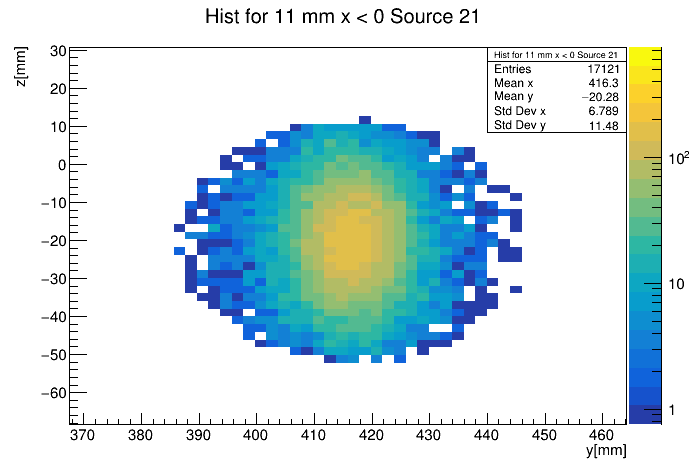 Hist for 11 mm x < 0 Source 21
z[mm]
30
20
10
0
−10
−20
−30
−40
−50
−60
370 380 390 400 410 420 430 440 450 460
y[mm]
Hist for 11 mm x < 0 Source 21
Entries 17121
Mean x 416.3
Mean y −20.28
Std Dev x 6.789
Std Dev y 11.48
10²
10
1